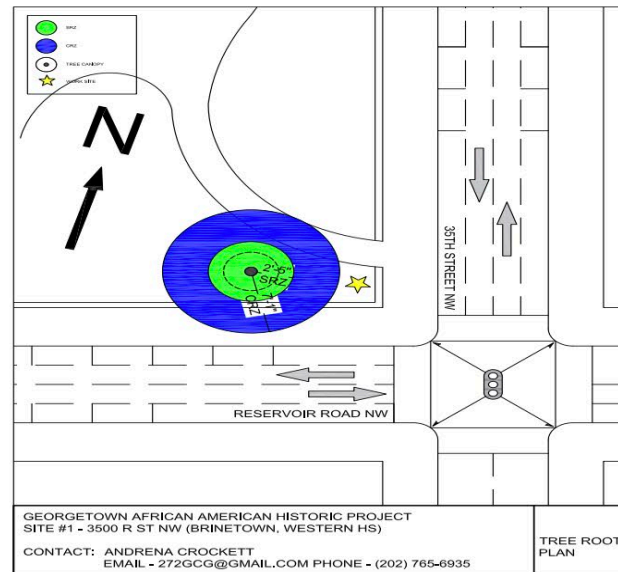 SRZ
CRZ
TREE CANOPY
WORK SITE
N
35TH STREET NW
2'-5"
SRZ
7'-1"
CRZ
RESERVOIR ROAD NW
GEORGETOWN AFRICAN AMERICAN HISTORIC PROJECT
SITE #1 - 3500 R ST NW (BRINETOWN, WESTERN HS)
CONTACT: ANDRENA CROCKETT
EMAIL - 272GCG@GMAIL.COM PHONE - (202) 765-6935
TREE ROOT
PLAN